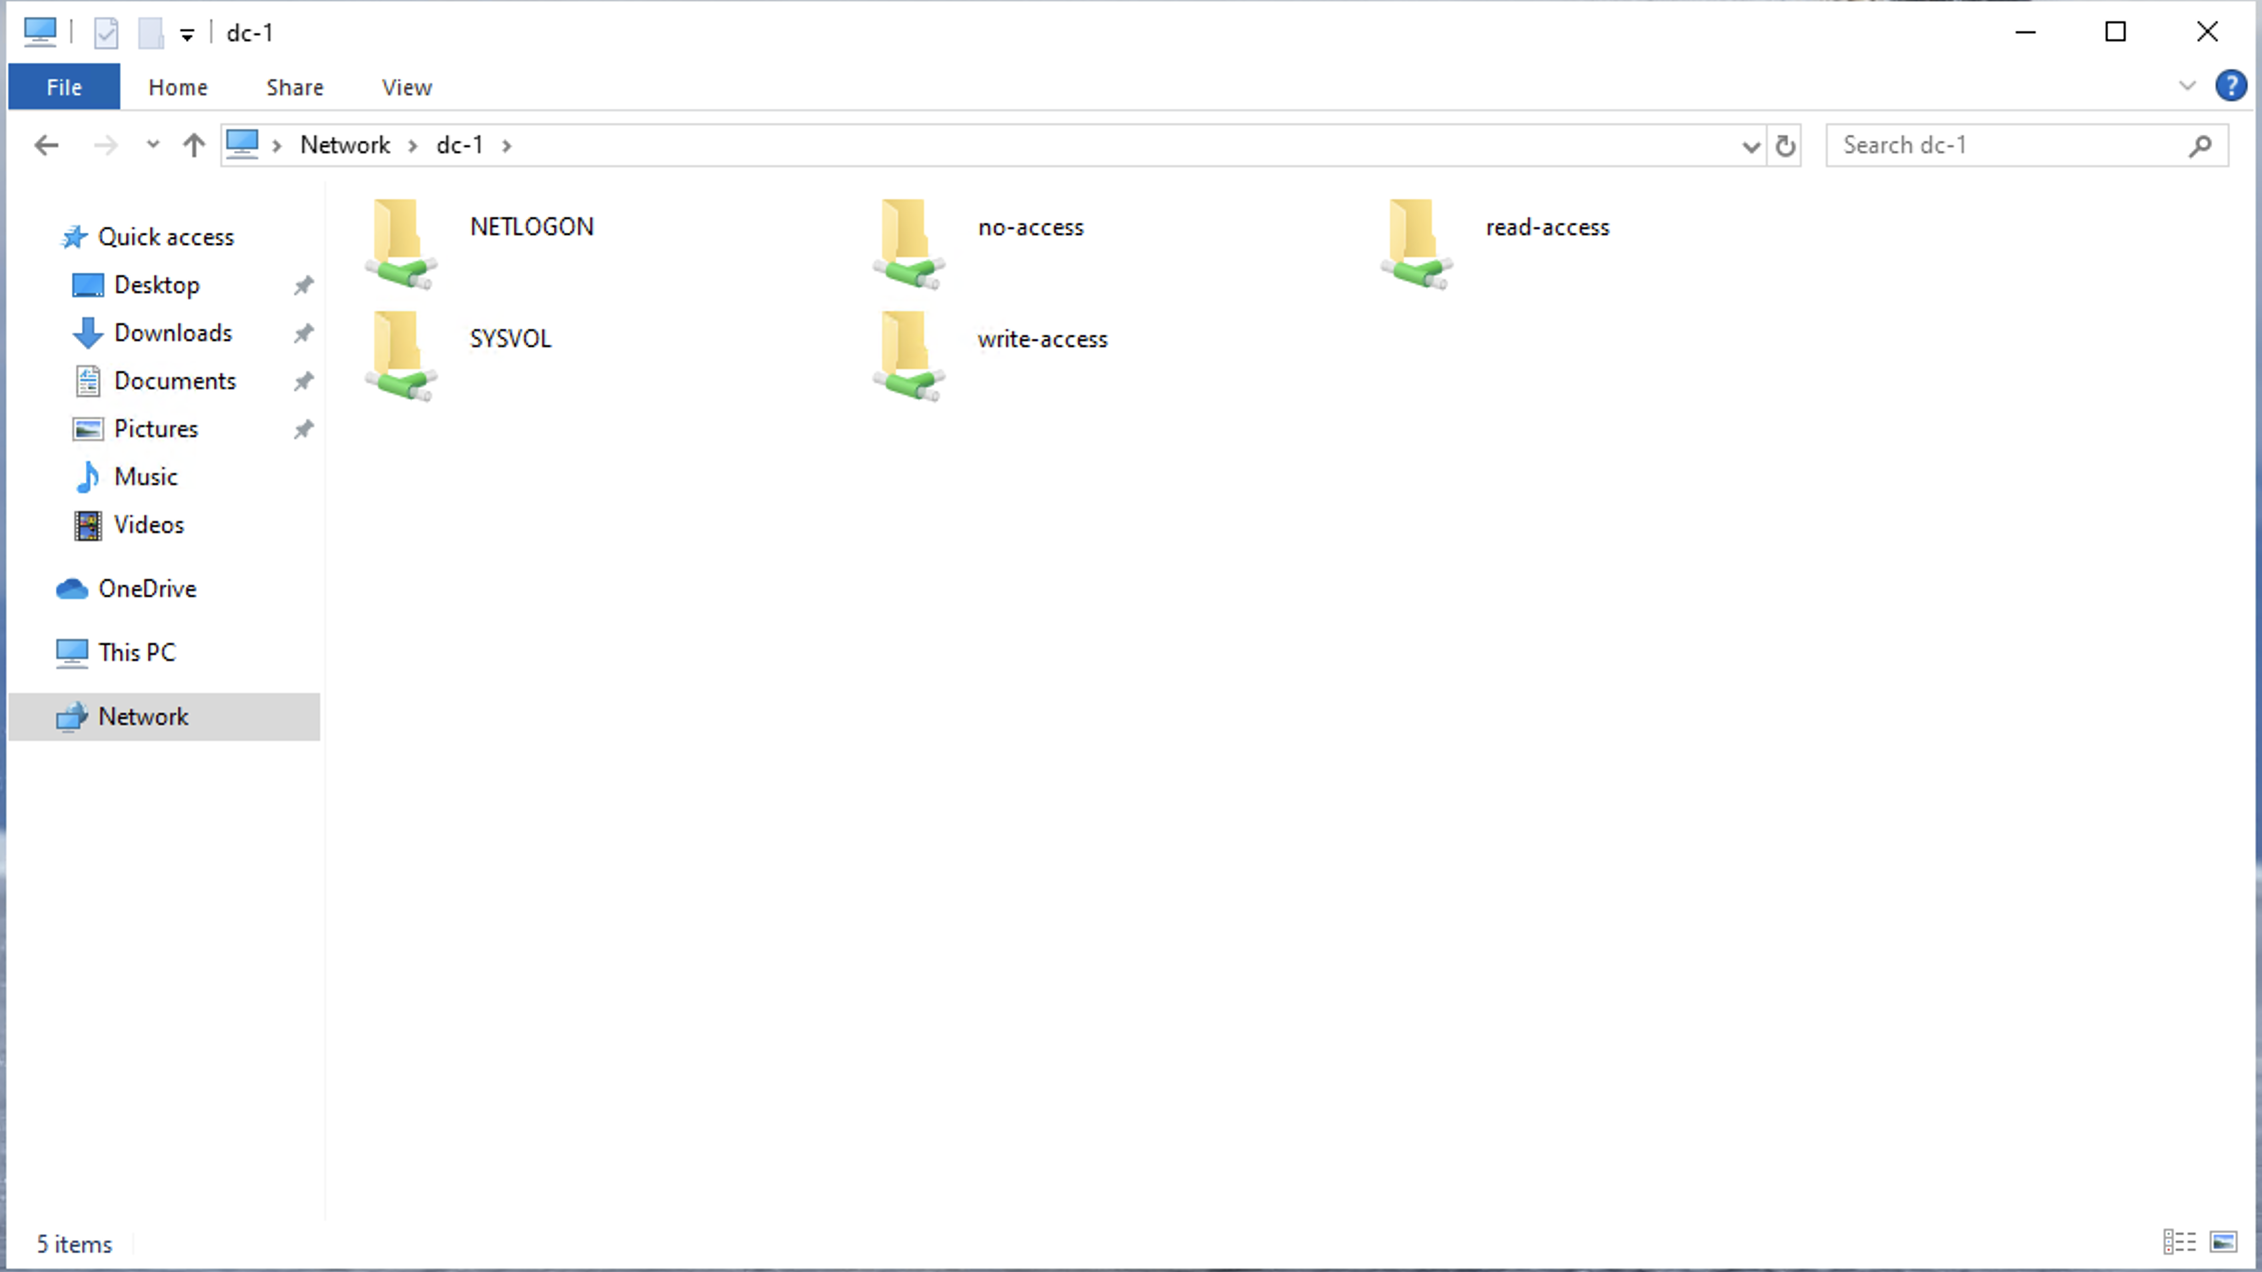 dc-1
File Home Share View
?
Network dc-1
Search dc-1
Quick access
Desktop
Downloads
Documents
Pictures
Music
Videos
OneDrive
This PC
Network
NETLOGON no-access read-access
SYSVOL write-access
5 items